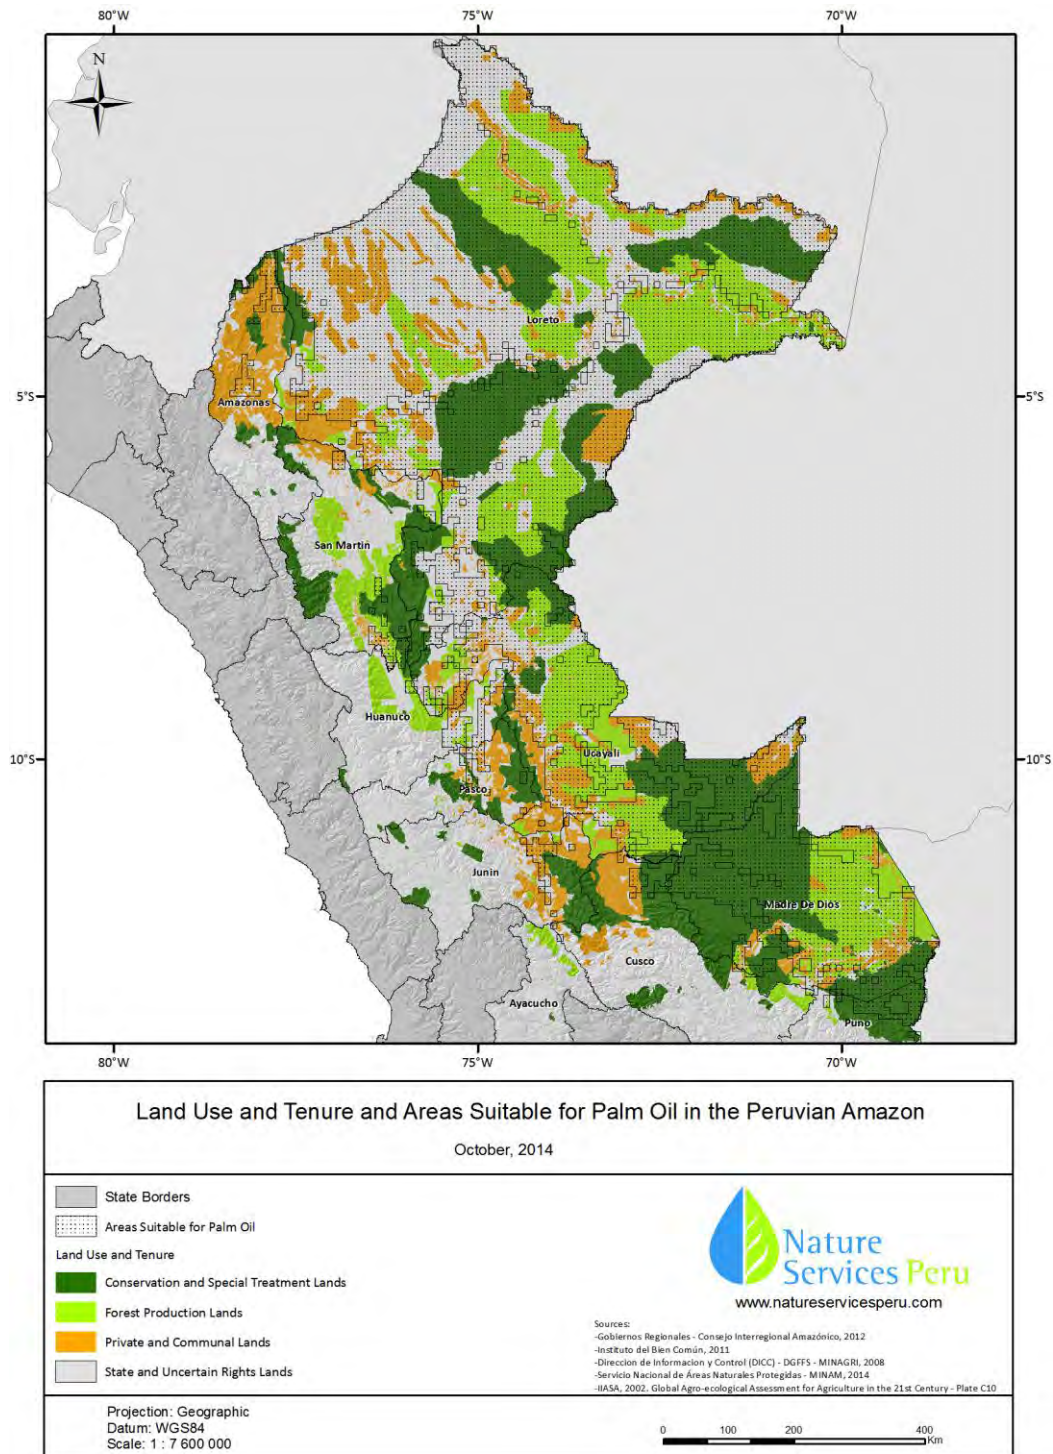 80°W 75°W 70°W
N
Loreto
5°S 5°S
Amazonas
San Martín
Huanuco
Ucayali
10°S 10°S
Pasco
Junin
Madre De Dios
Cusco
Ayacucho
Puno
80°W 75°W 70°W
Land Use and Tenure and Areas Suitable for Palm Oil in the Peruvian Amazon
October, 2014
State Borders
Areas Suitable for Palm Oil
Land Use and Tenure
Conservation and Special Treatment Lands
Forest Production Lands
Private and Communal Lands
State and Uncertain Rights Lands
Nature
Services Peru
www.natureservicesperu.com
Sources:
-Gobiernos Regionales - Consejo Interregional Amazónico, 2012
-Instituto del Bien Común, 2011
-Direccion de Informacion y Control (DICC) - DGFFS - MINAGRI, 2008
-Servicio Nacional de Áreas Naturales Protegidas - MINAM, 2014
-IIASA, 2002. Global Agro-ecological Assessment for Agriculture in the 21st Century - Plate C10
Projection: Geographic
Datum: WGS84
Scale: 1 : 7 600 000
0 100 200 400
Km